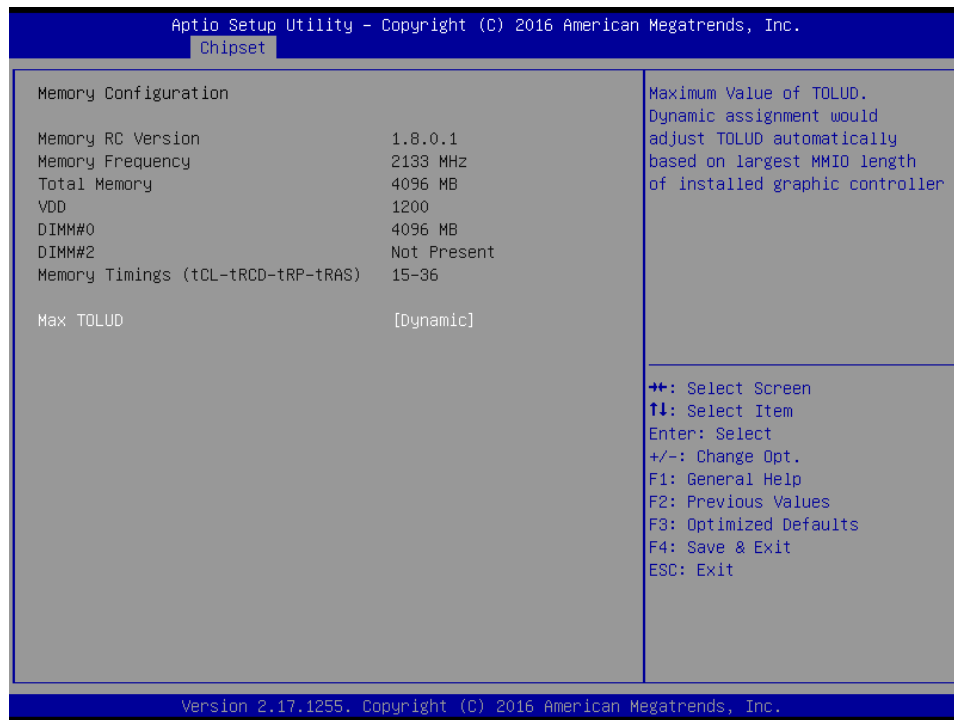 Aptio Setup Utility – Copyright (C) 2016 American Megatrends, Inc.
Chipset
Memory Configuration
Memory RC Version 1.8.0.1
Memory Frequency 2133 MHz
Total Memory 4096 MB
VDD 1200
DIMM#0 4096 MB
DIMM#2 Not Present
Memory Timings (tCL-tRCD-tRP-tRAS) 15-36
Max TOLUD [Dynamic]
Maximum Value of TOLUD.
Dynamic assignment would
adjust TOLUD automatically
based on largest MMIO length
of installed graphic controller
→←: Select Screen
↑↓: Select Item
Enter: Select
+/-: Change Opt.
F1: General Help
F2: Previous Values
F3: Optimized Defaults
F4: Save & Exit
ESC: Exit
Version 2.17.1255. Copyright (C) 2016 American Megatrends, Inc.